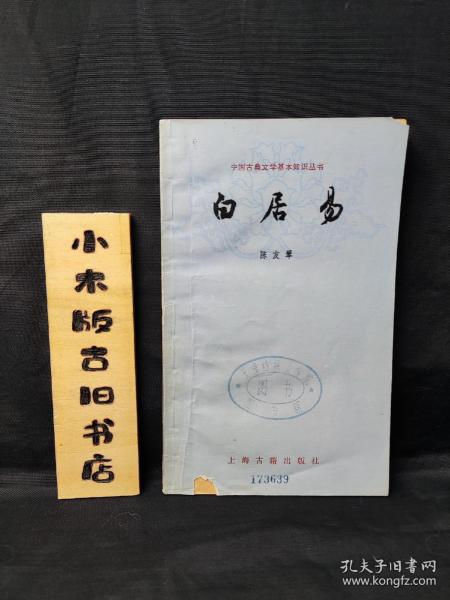 小木版古旧书店
中国古典文学基本知识丛书
白居易
陈友琴
图书
上海古籍出版社
173639
孔夫子旧书网
www.kongfz.com